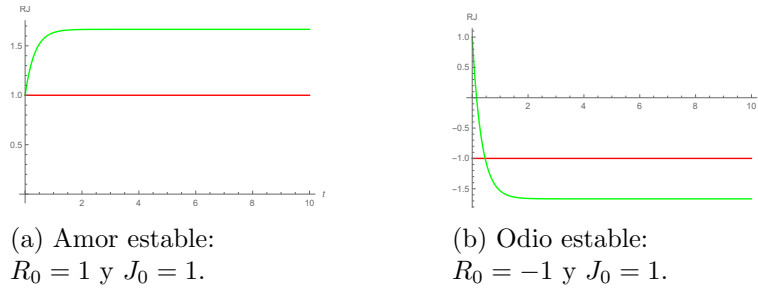 RJ
1.5
1.0
0.5
2
4
6
8
10
t
(a) Amor estable:
R₀ = 1 y J₀ = 1.
RJ
1.0
0.5
2
4
6
8
10
−0.5
−1.0
−1.5
(b) Odio estable:
R₀ = −1 y J₀ = 1.